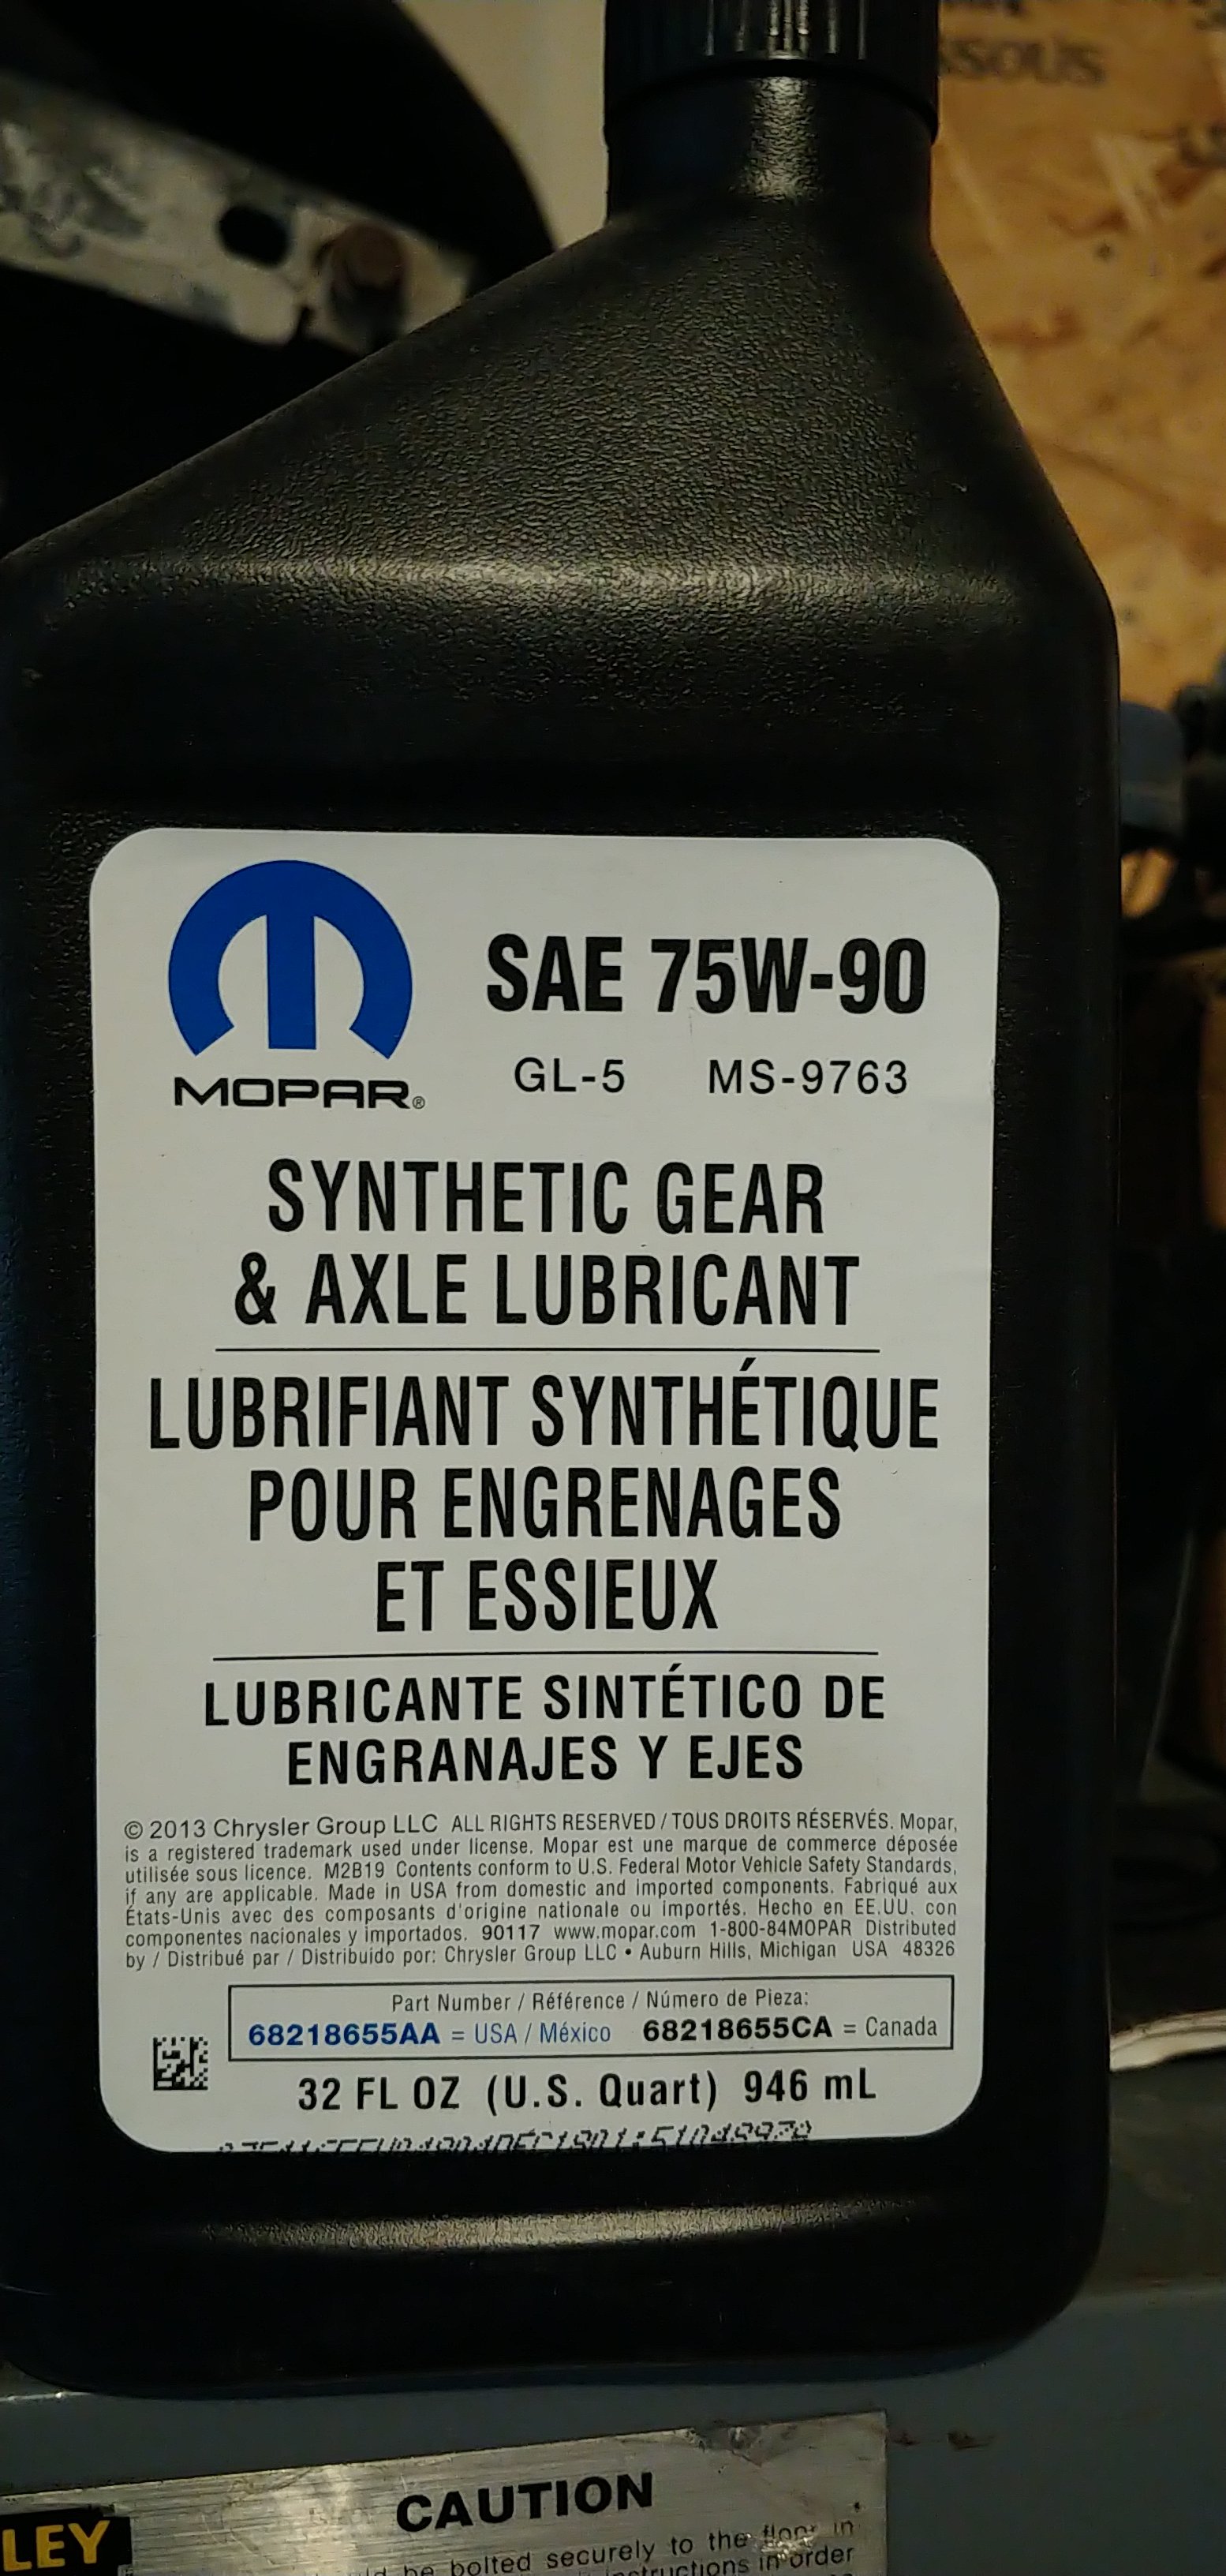 SSOUS
MOPAR®
SAE 75W-90
GL-5 MS-9763
SYNTHETIC GEAR
& AXLE LUBRICANT
LUBRIFIANT SYNTHÉTIQUE
POUR ENGRENAGES
ET ESSIEUX
LUBRICANTE SINTÉTICO DE
ENGRANAJES Y EJES
© 2013 Chrysler Group LLC ALL RIGHTS RESERVED / TOUS DROITS RÉSERVÉS. Mopar,
is a registered trademark used under license. Mopar est une marque de commerce déposée
utilisée sous licence. M2B19 Contents conform to U.S. Federal Motor Vehicle Safety Standards,
if any are applicable. Made in USA from domestic and imported components. Fabriqué aux
États-Unis avec des composants d'origine nationale ou importés. Hecho en EE.UU. con
componentes nacionales y importados. 90117 www.mopar.com 1-800-84MOPAR Distributed
by / Distribué par / Distribuido por: Chrysler Group LLC • Auburn Hills, Michigan USA 48326
Part Number / Référence / Número de Pieza:
68218655AA = USA / México 68218655CA = Canada
32 FL OZ (U.S. Quart) 946 mL
LEY
CAUTION
be bolted securely to the floor in
order